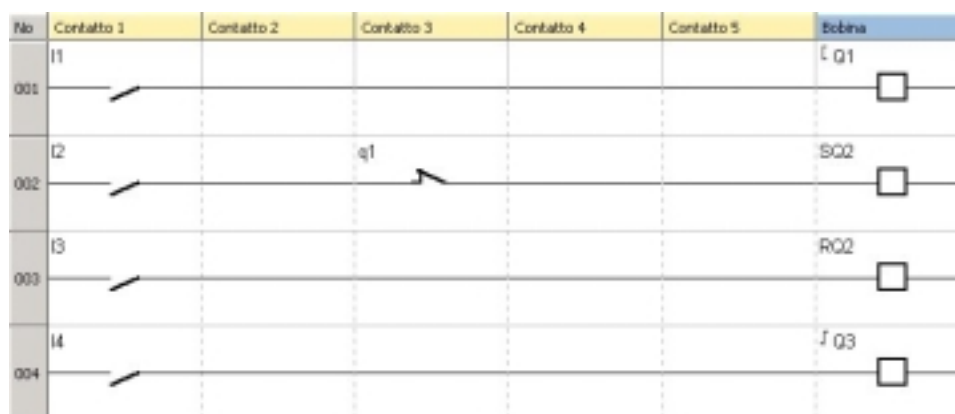 No Contatto 1 Contatto 2 Contatto 3 Contatto 4 Contatto 5 Bobina
I1 [ Q1
001
I2 q1 SQ2
002
I3 RQ2
003
I4 ʃ Q3
004